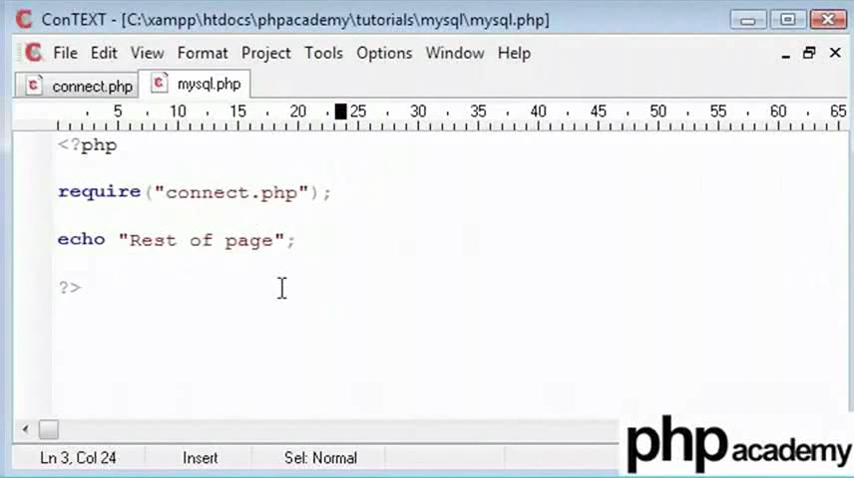 ConTEXT - [C:\xampp\htdocs\phpacademy\tutorials\mysql\mysql.php]
File Edit View Format Project Tools Options Window Help
connect.php mysql.php
5 10 15 20 25 30 35 40 45 50 55 60 65
<?php
require("connect.php");
echo "Rest of page";
?>
Ln 3, Col 24 Insert Sel: Normal
php academy